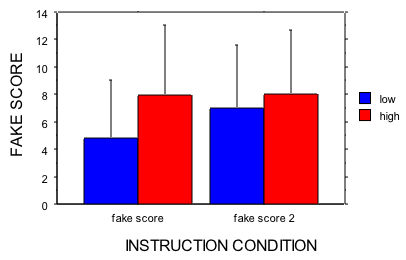 14
12
10
8
6
4
2
0
FAKE SCORE
low
high
fake score
fake score 2
INSTRUCTION CONDITION